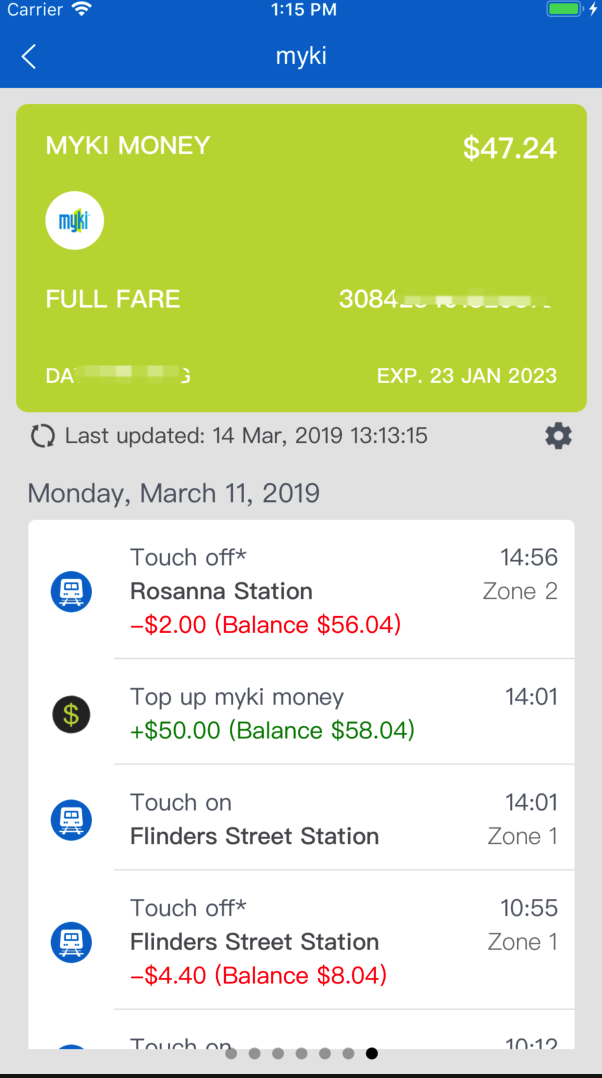 Carrier 1:15 PM
myki
MYKI MONEY $47.24
myki
FULL FARE 3084
EXP. 23 JAN 2023
Last updated: 14 Mar, 2019 13:13:15
Monday, March 11, 2019
Touch off* 14:56
Rosanna Station Zone 2
−$2.00 (Balance $56.04)
$ Top up myki money 14:01
+$50.00 (Balance $58.04)
Touch on 14:01
Flinders Street Station Zone 1
Touch off* 10:55
Flinders Street Station Zone 1
−$4.40 (Balance $8.04)
Touch on 10:12